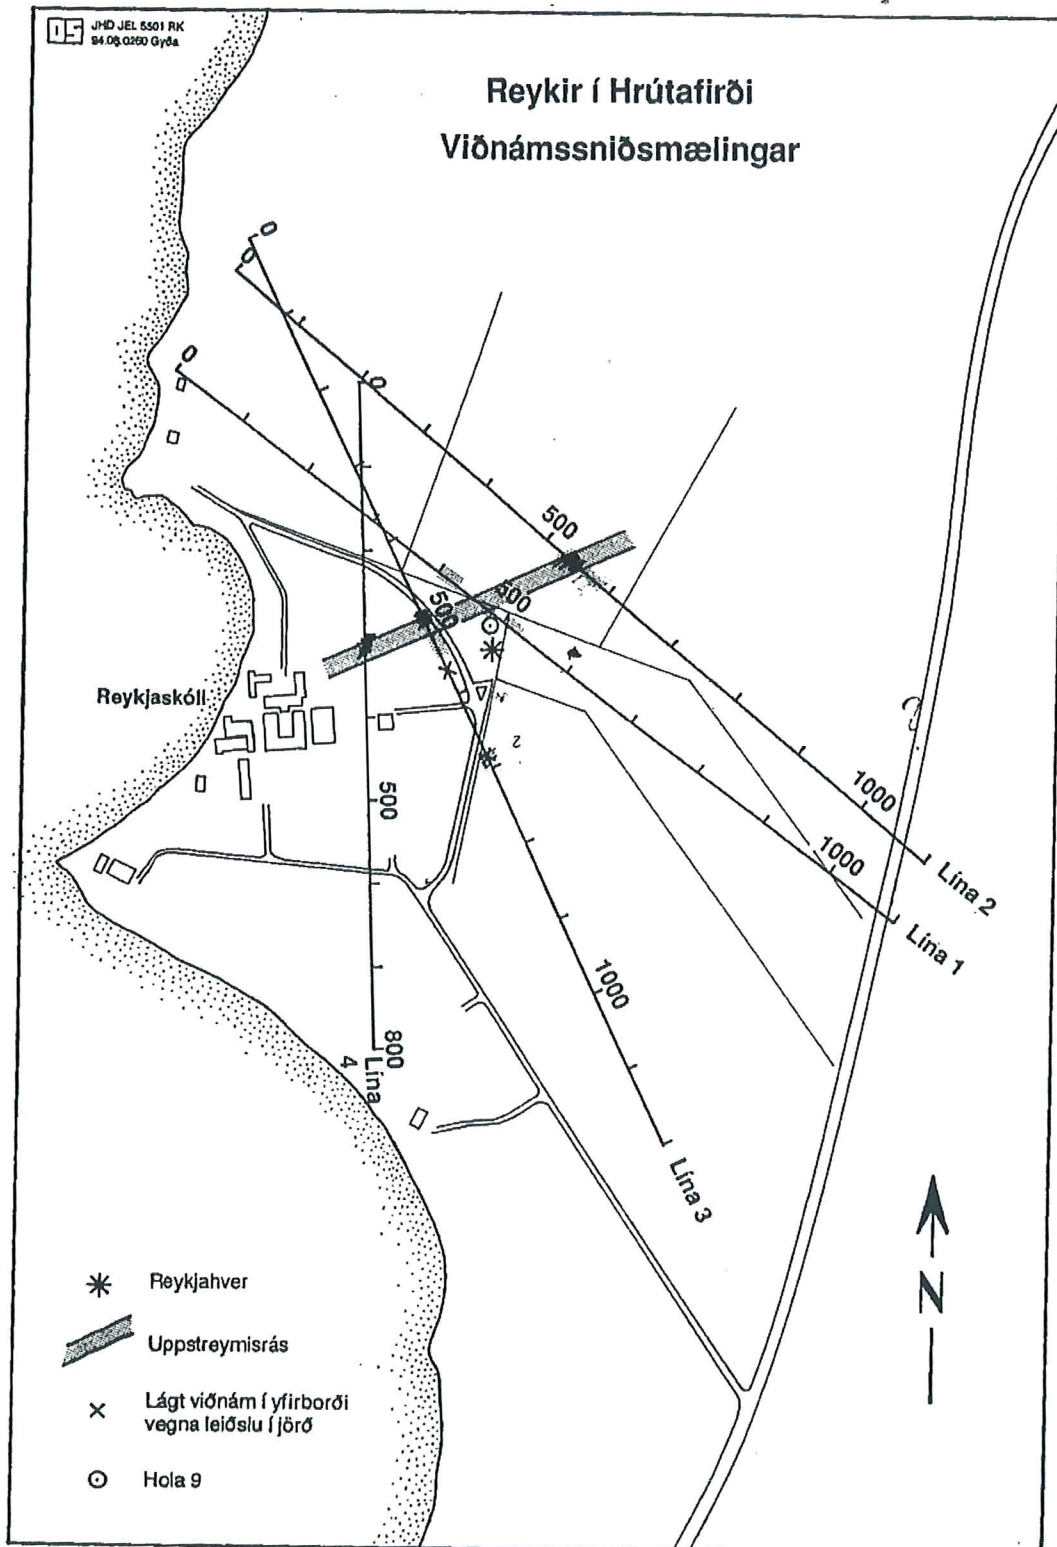 OS JHD JEL 5501 RK
94.08.0260 Gyða
Reykir í Hrútafirði
Viðnámssniðsmælingar
0
0
0
0
500
500
500
Reykjaskóli
2
500
1000
1000
1000
Lína 2
Lína 1
800
Lína
4
Lína 3
N
Reykjahver
Uppstreymisrás
Lágt viðnám í yfirborði
vegna leiðslu í jörð
Hola 9